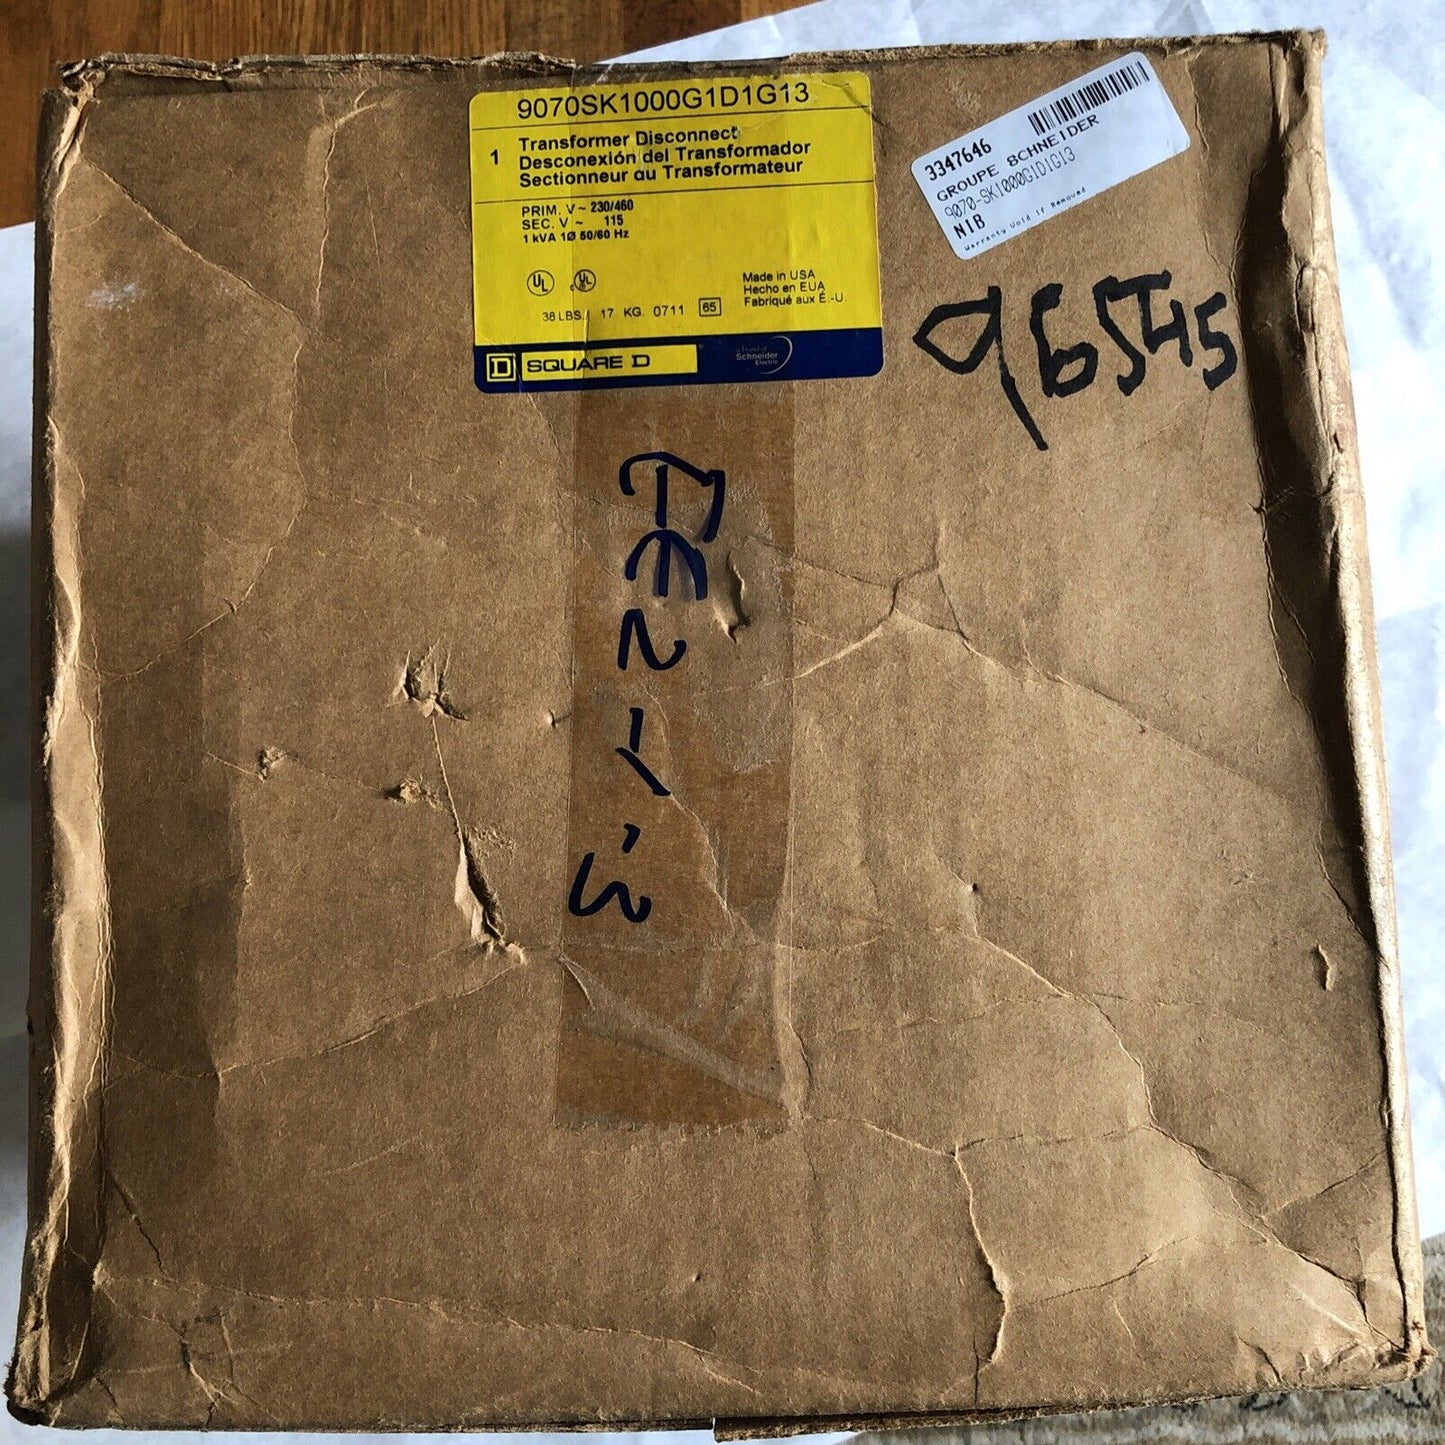 9070SK1000G1D1G13
1 Transformer Disconnect
Desconexión del Transformador
Sectionneur du Transformateur
PRIM. V ~ 230/460
SEC. V ~ 115
1 kVA 1Ø 50/60 Hz
UL
c UL
Made in USA
Hecho en EUA
Fabriqué aux É.-U.
38 LBS. 17 KG. 0711 65
D SQUARE D
Schneider
Electric
3347646
GROUPE SCHNEIDER
9070-SK1000G1D1G13
NIB
Warranty Void if Removed
96545